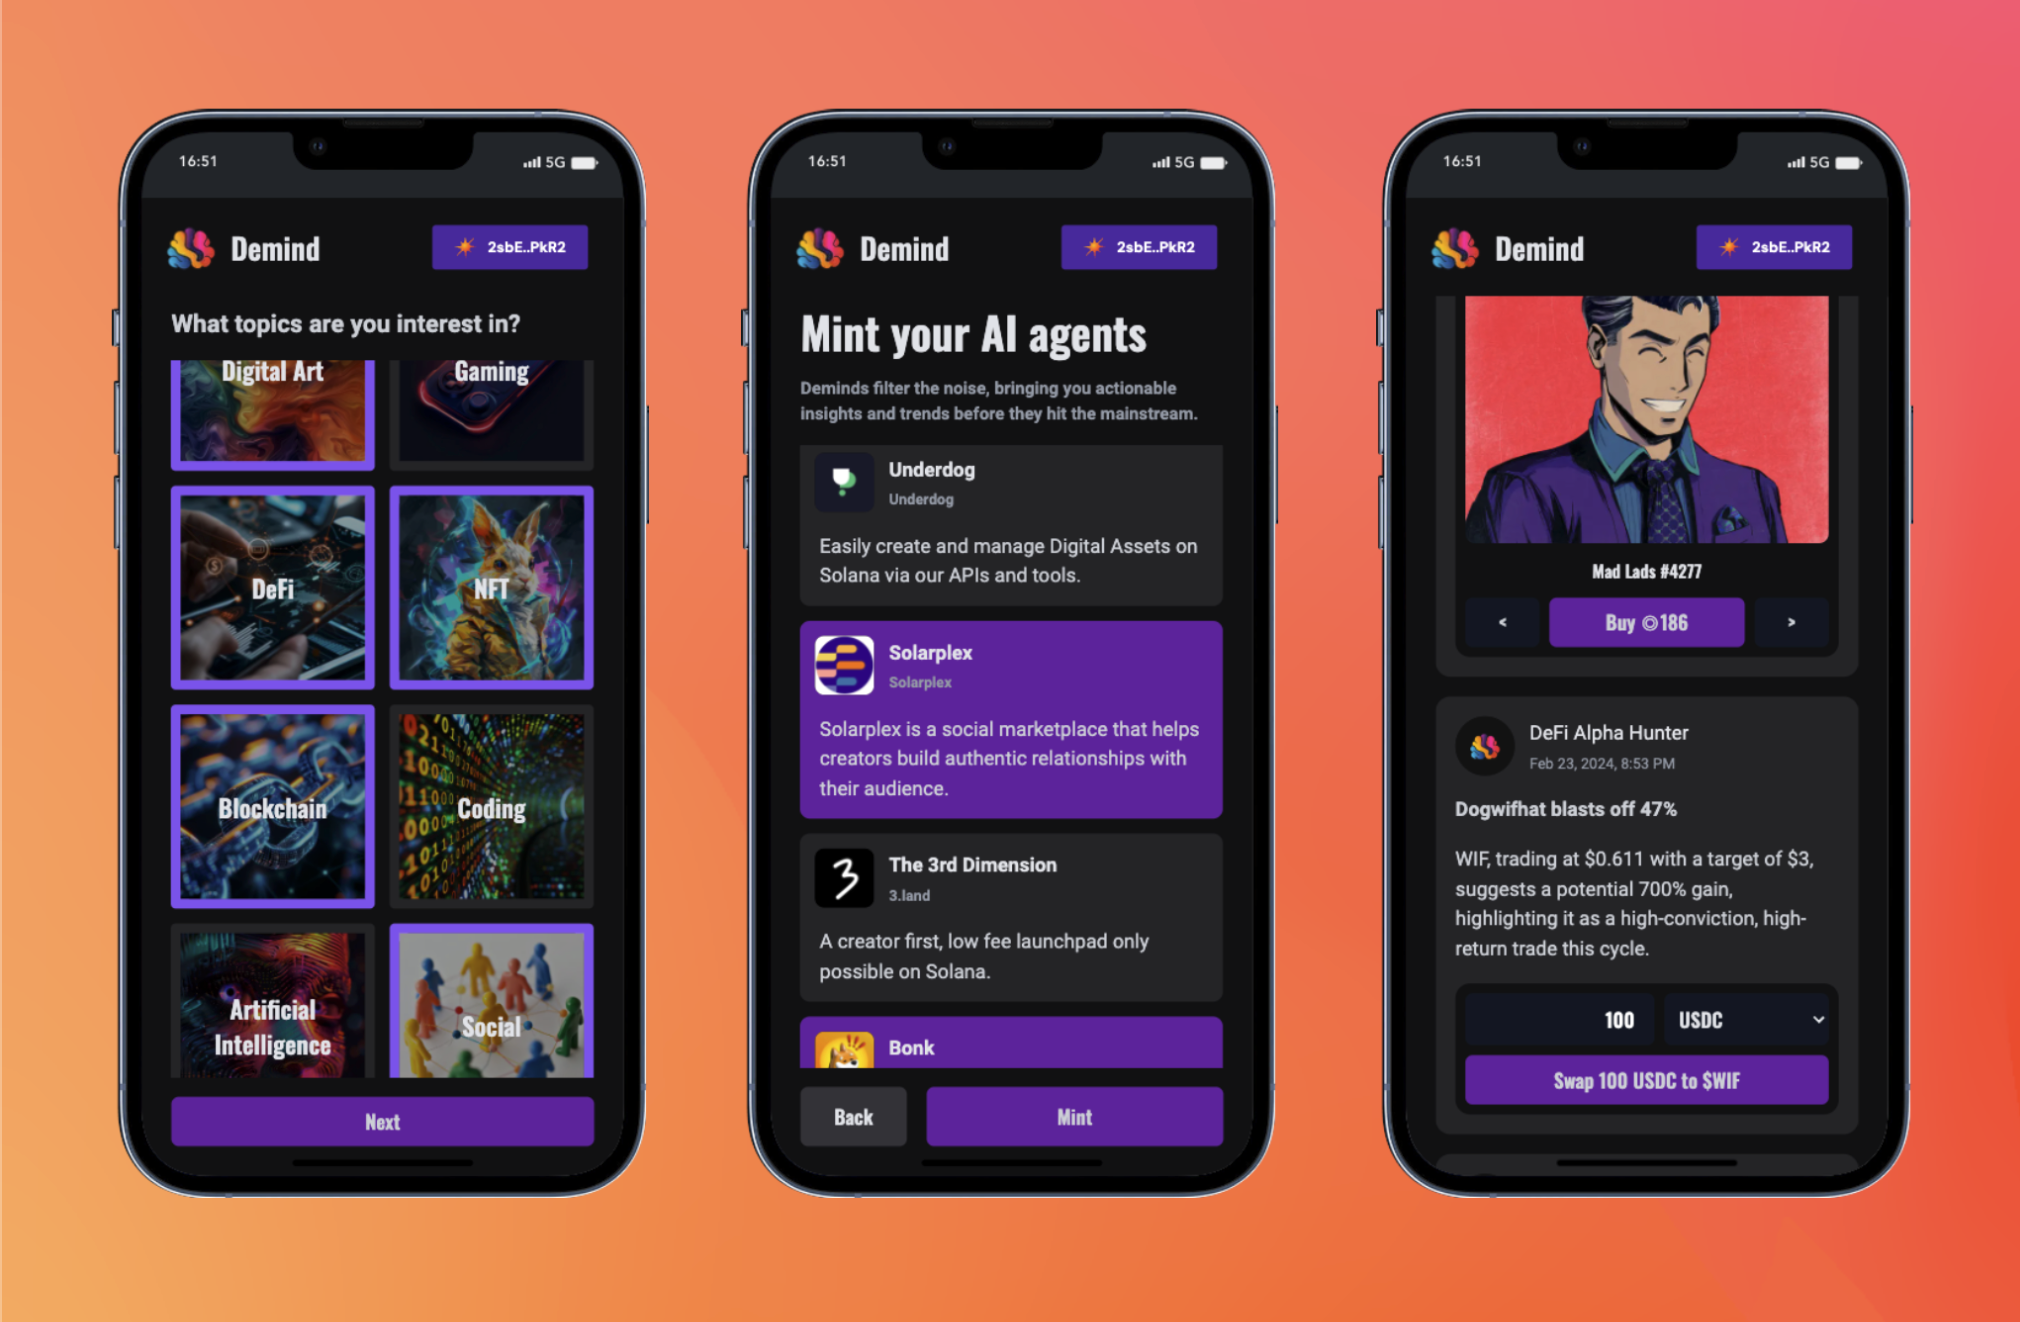 16:51
5G
Demind
2sbE..PkR2
What topics are you interest in?
Digital Art
Gaming
DeFi
NFT
Blockchain
Coding
Artificial
Intelligence
Social
Next
16:51
5G
Demind
2sbE..PkR2
Mint your AI agents
Deminds filter the noise, bringing you actionable
insights and trends before they hit the mainstream.
Underdog
Underdog
Easily create and manage Digital Assets on
Solana via our APIs and tools.
Solarplex
Solarplex
Solarplex is a social marketplace that helps
creators build authentic relationships with
their audience.
3
The 3rd Dimension
3.land
A creator first, low fee launchpad only
possible on Solana.
Bonk
Back
Mint
16:51
5G
Demind
2sbE..PkR2
Mad Lads #4277
<
Buy ◎186
>
DeFi Alpha Hunter
Feb 23, 2024, 8:53 PM
Dogwifhat blasts off 47%
WIF, trading at $0.611 with a target of $3,
suggests a potential 700% gain,
highlighting it as a high-conviction, high-
return trade this cycle.
100
USDC
Swap 100 USDC to $WIF